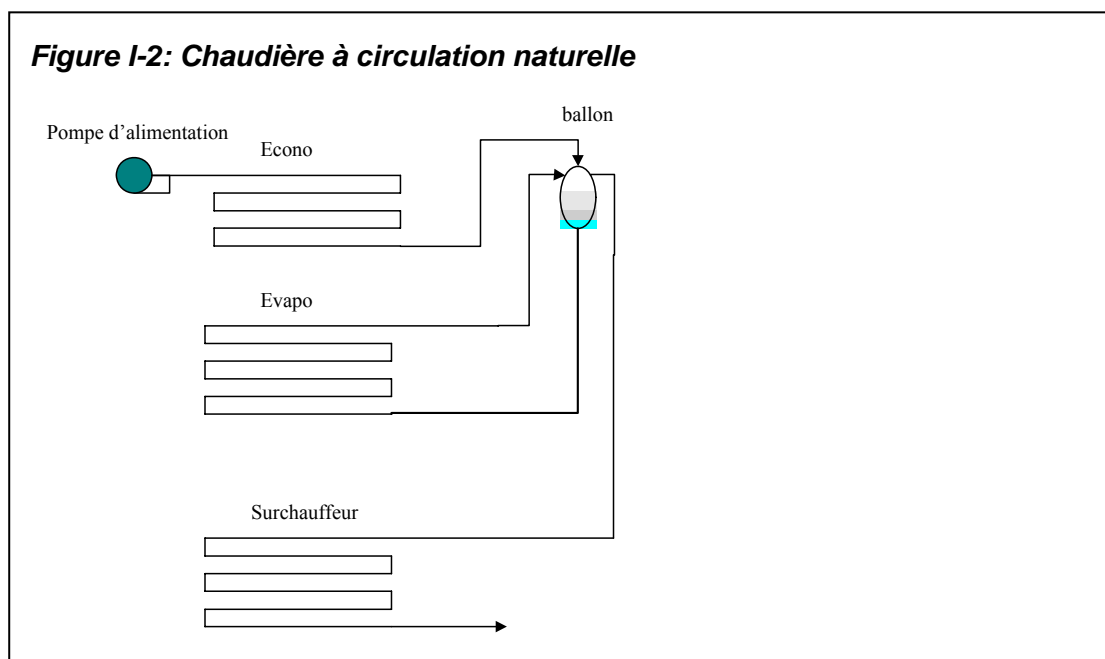 Figure I-2: Chaudière à circulation naturelle
ballon
Pompe d'alimentation
Econo
Evapo
Surchauffeur